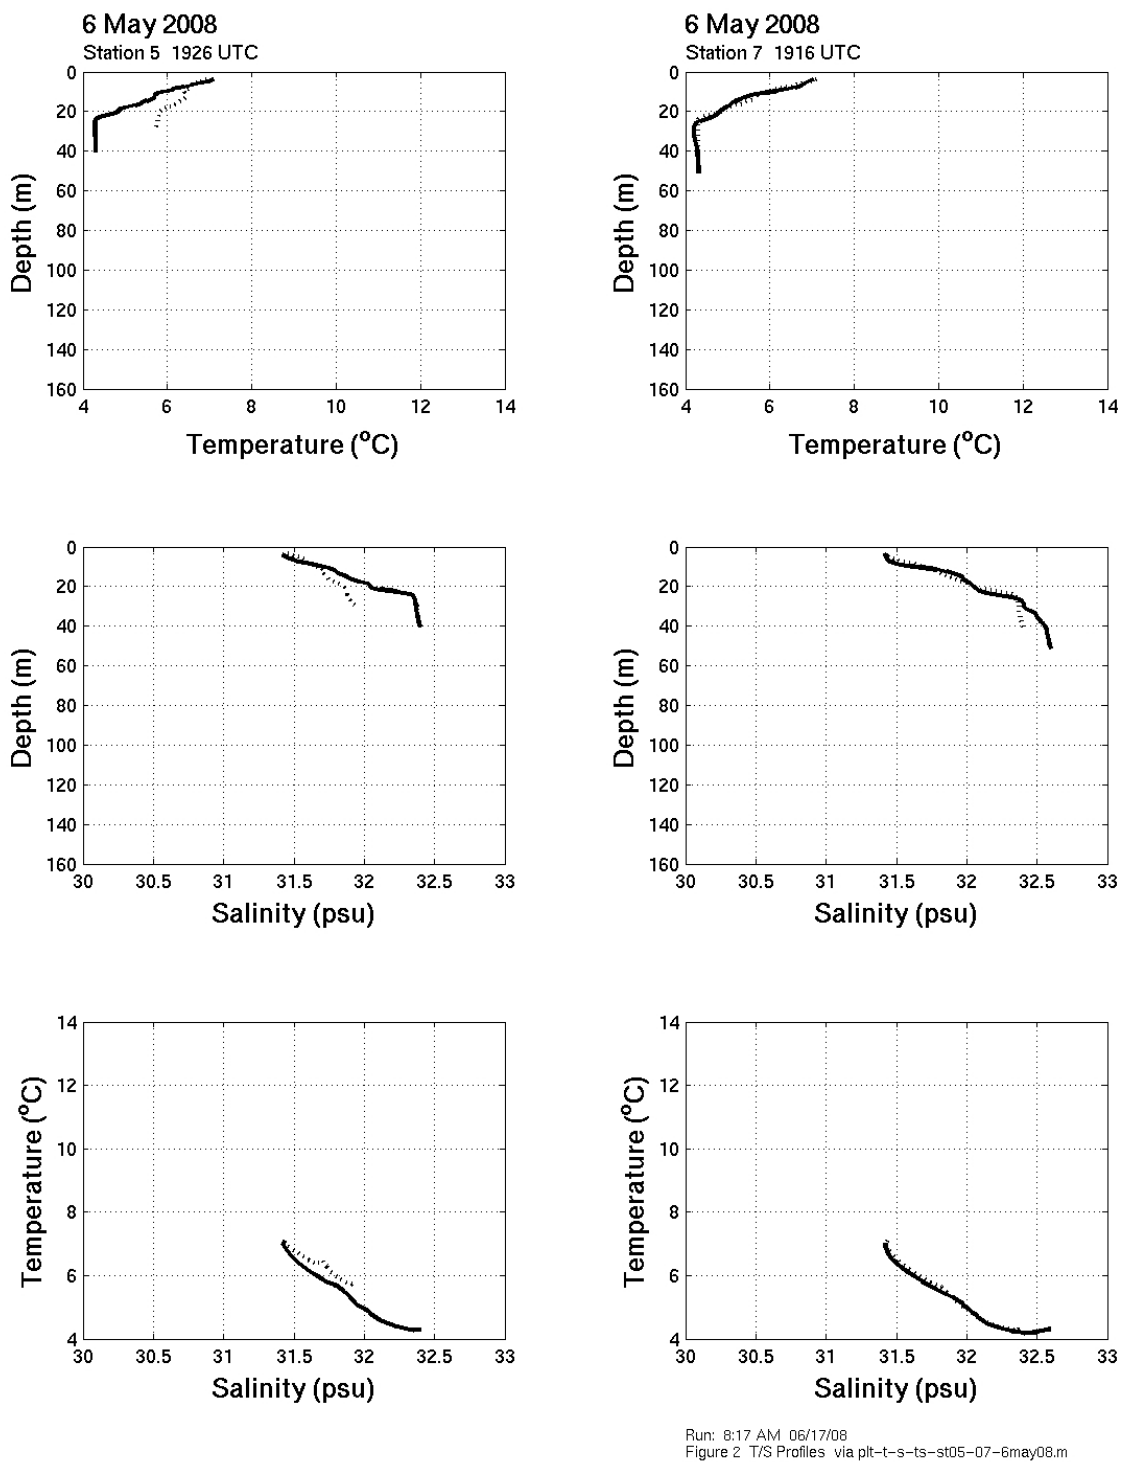 6 May 2008
Station 5 1926 UTC
0
20
40
60
80
100
120
140
160
Depth (m)
4 6 8 10 12 14
Temperature (°C)
6 May 2008
Station 7 1916 UTC
0
20
40
60
80
100
120
140
160
Depth (m)
4 6 8 10 12 14
Temperature (°C)
0
20
40
60
80
100
120
140
160
Depth (m)
30 30.5 31 31.5 32 32.5 33
Salinity (psu)
0
20
40
60
80
100
120
140
160
Depth (m)
30 30.5 31 31.5 32 32.5 33
Salinity (psu)
14
12
10
8
6
4
Temperature (°C)
30 30.5 31 31.5 32 32.5 33
Salinity (psu)
14
12
10
8
6
4
Temperature (°C)
30 30.5 31 31.5 32 32.5 33
Salinity (psu)
Run: 8:17 AM 06/17/08
Figure 2 T/S Profiles via plt-t-s-ts-st05-07-6may08.m